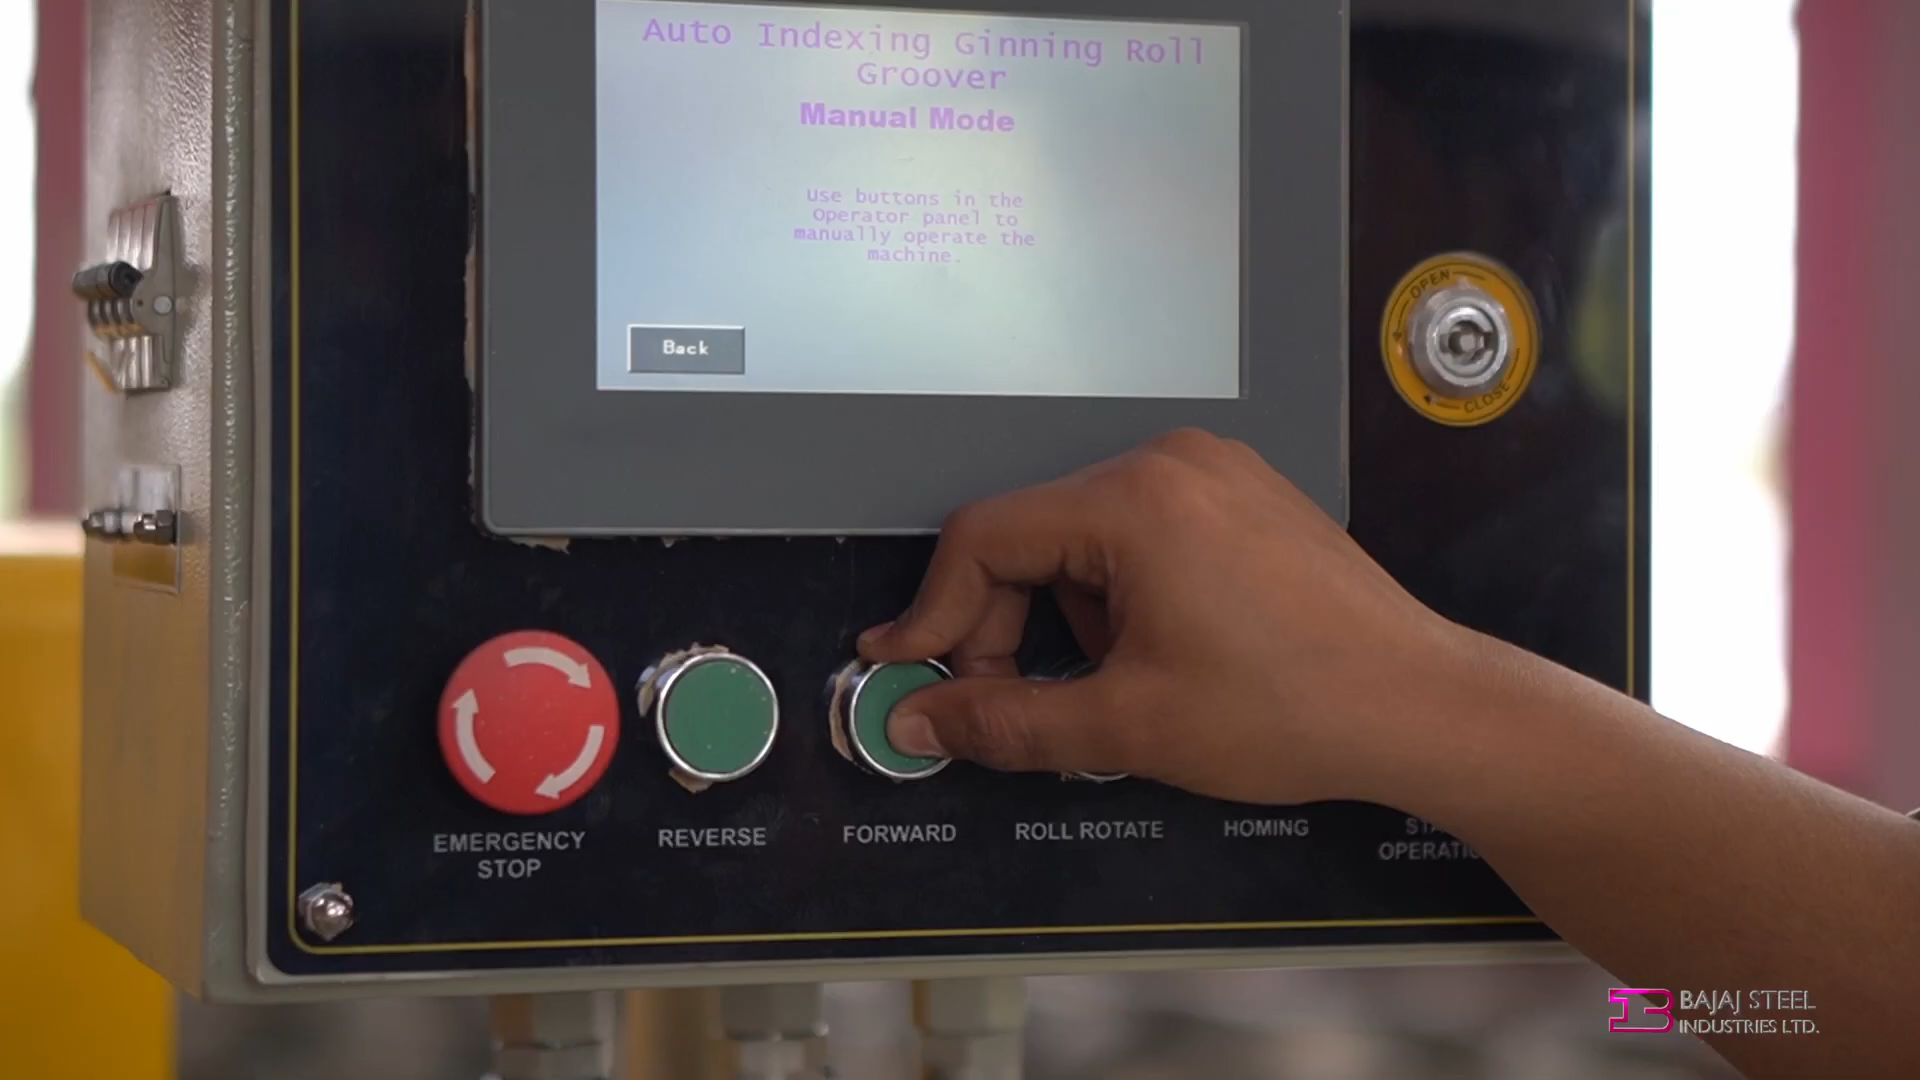 Auto Indexing Ginning Roll
Groover
Manual Mode
Use buttons in the
Operator panel to
manually operate the
machine.
Back
OPEN
CLOSE
EMERGENCY
STOP
REVERSE
FORWARD
ROLL ROTATE
HOMING
BAJAJ STEEL
INDUSTRIES LTD.